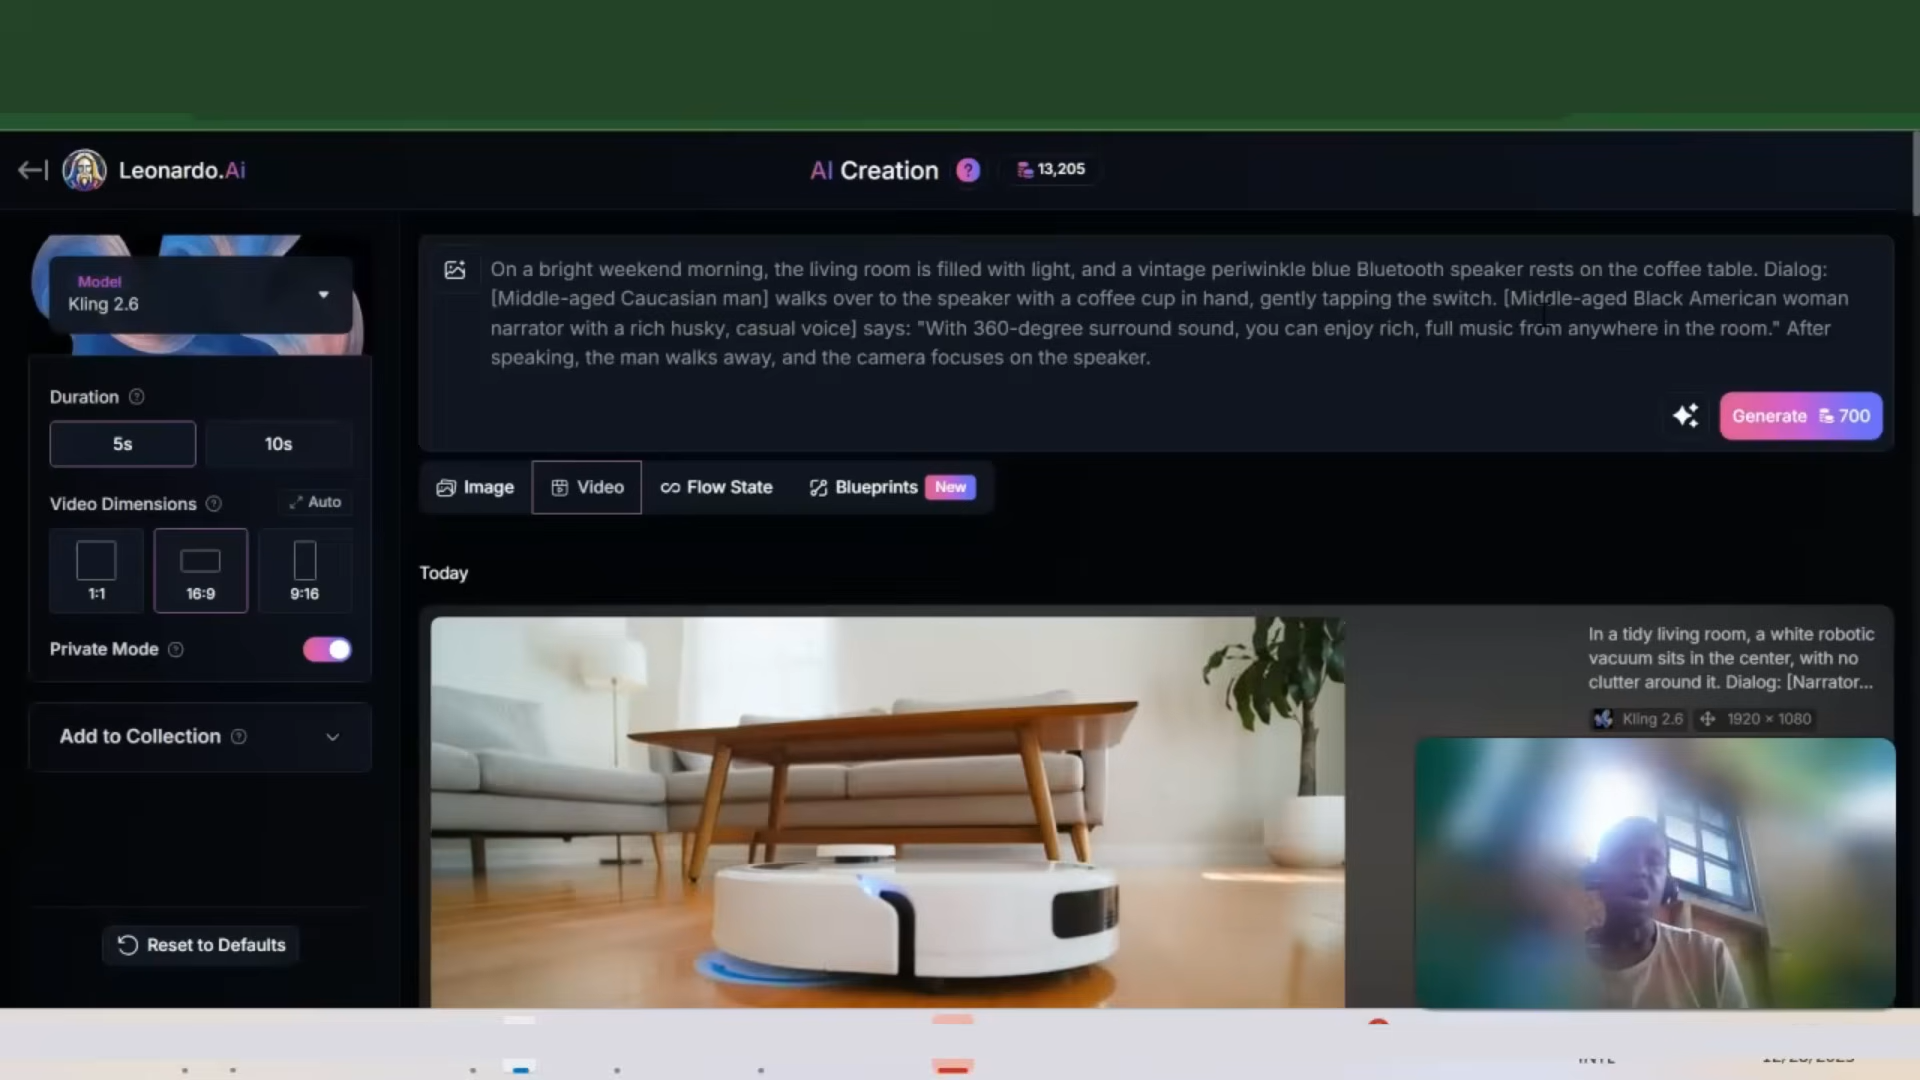 Leonardo.Ai
AI Creation ? 13,205
Model
Kling 2.6
On a bright weekend morning, the living room is filled with light, and a vintage periwinkle blue Bluetooth speaker rests on the coffee table. Dialog:
[Middle-aged Caucasian man] walks over to the speaker with a coffee cup in hand, gently tapping the switch. [Middle-aged Black American woman
narrator with a rich husky, casual voice] says: "With 360-degree surround sound, you can enjoy rich, full music from anywhere in the room." After
speaking, the man walks away, and the camera focuses on the speaker.
Generate 700
Duration ?
5s 10s
Video Dimensions ? Auto
1:1 16:9 9:16
Private Mode ?
Add to Collection ?
Reset to Defaults
Image Video Flow State Blueprints New
Today
In a tidy living room, a white robotic
vacuum sits in the center, with no
clutter around it. Dialog: [Narrator...
Kling 2.6 1920 × 1080